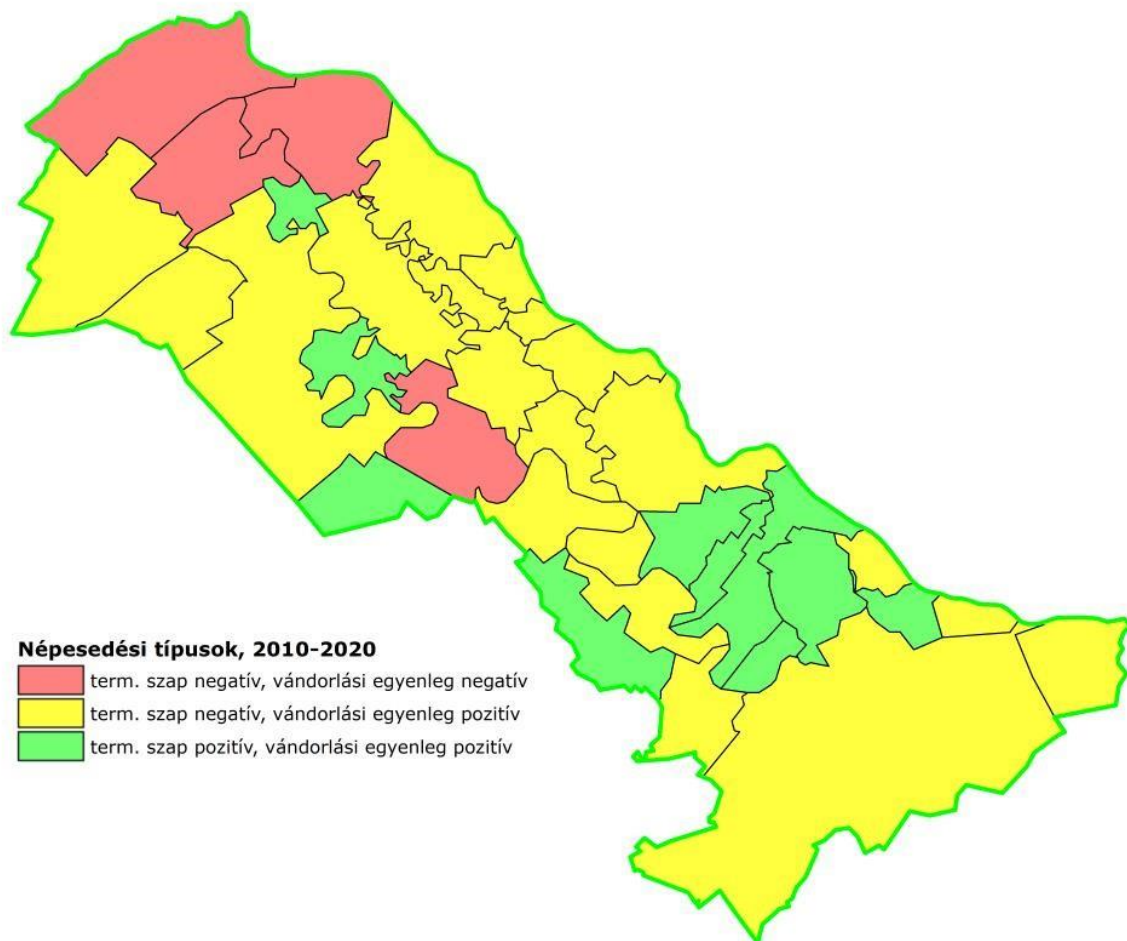 Népesedési típusok, 2010-2020
term. szap negatív, vándorlási egyenleg negatív
term. szap negatív, vándorlási egyenleg pozitív
term. szap pozitív, vándorlási egyenleg pozitív